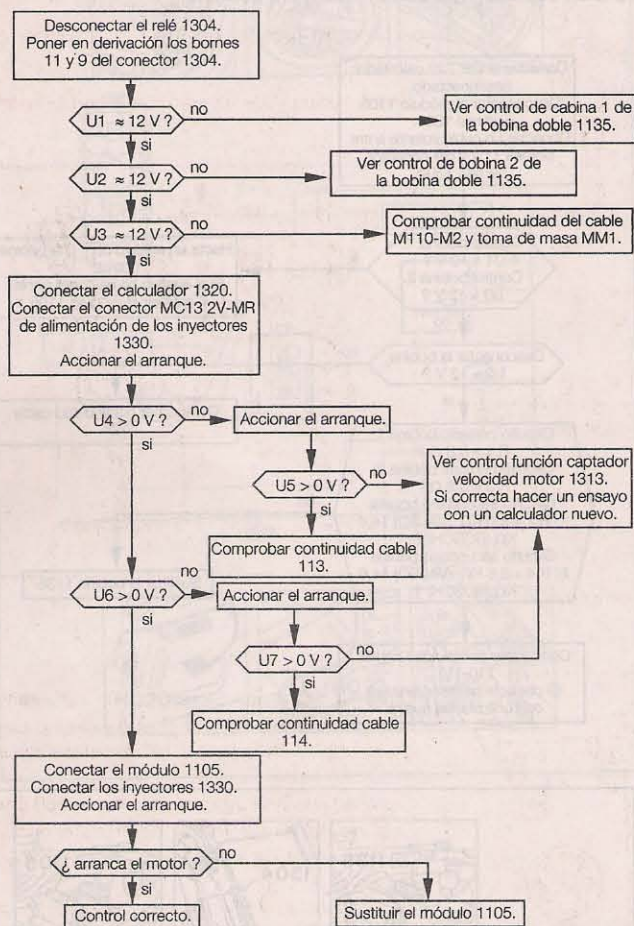 Desconectar el relé 1304.
Poner en derivación los bornes
11 y 9 del conector 1304.
U1 ≈ 12 V ?
no
Ver control de cabina 1 de
la bobina doble 1135.
si
U2 ≈ 12 V ?
no
Ver control de bobina 2 de
la bobina doble 1135.
si
U3 ≈ 12 V ?
no
Comprobar continuidad del cable
M110-M2 y toma de masa MM1.
si
Conectar el calculador 1320.
Conectar el conector MC13 2V-MR
de alimentación de los inyectores
1330.
Accionar el arranque.
U4 > 0 V ?
no
Accionar el arranque.
si
U5 > 0 V ?
no
Ver control función captador
velocidad motor 1313.
Si correcta hacer un ensayo
con un calculador nuevo.
si
Comprobar continuidad cable
113.
U6 > 0 V ?
no
Accionar el arranque.
si
U7 > 0 V ?
no
si
Comprobar continuidad cable
114.
Conectar el módulo 1105.
Conectar los inyectores 1330.
Accionar el arranque.
¿ arranca el motor ?
no
si
Control correcto.
Sustituir el módulo 1105.